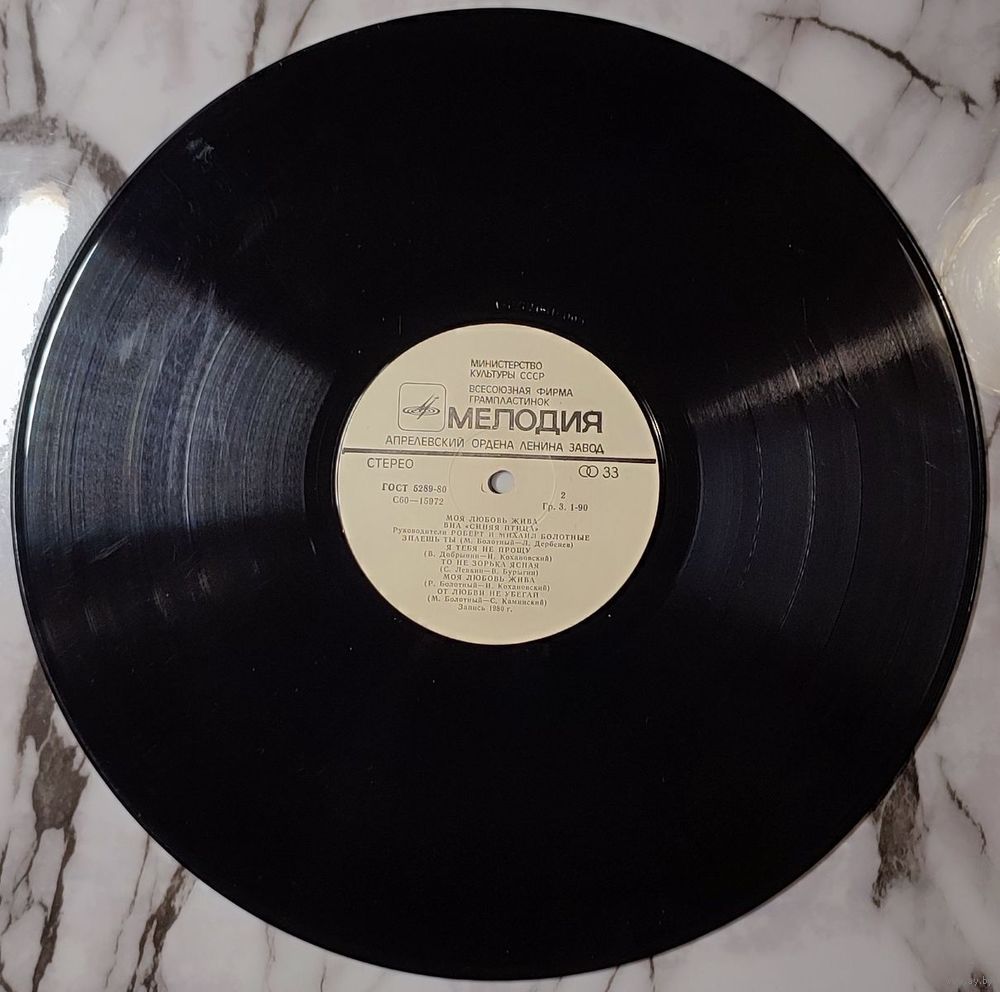 МИНИСТЕРСТВО
КУЛЬТУРЫ СССР
ВСЕСОЮЗНАЯ ФИРМА
ГРАМПЛАСТИНОК
МЕЛОДИЯ
АПРЕЛЕВСКИЙ ОРДЕНА ЛЕНИНА ЗАВОД
СТЕРЕО
33
ГОСТ 5289-80
С60—15972
2
Гр. 3. 1-90
МОЯ ЛЮБОВЬ ЖИВА
ВИА «СИНЯЯ ПТИЦА»
Руководители РОБЕРТ И МИХАИЛ БОЛОТНЫЕ
ЗНАЕШЬ ТЫ (М. Болотный—Л. Дербенев)
Я ТЕБЯ НЕ ПРОЩУ
(В. Добрынин—И. Кохановский)
ТО НЕ ЗОРЬКА ЯСНАЯ
(С. Левкин—В. Бурыгин)
МОЯ ЛЮБОВЬ ЖИВА
(Р. Болотный—И. Кохановский)
ОТ ЛЮБВИ НЕ УБЕГАЙ
(М. Болотный—С. Каминский)
Запись 1980 г.